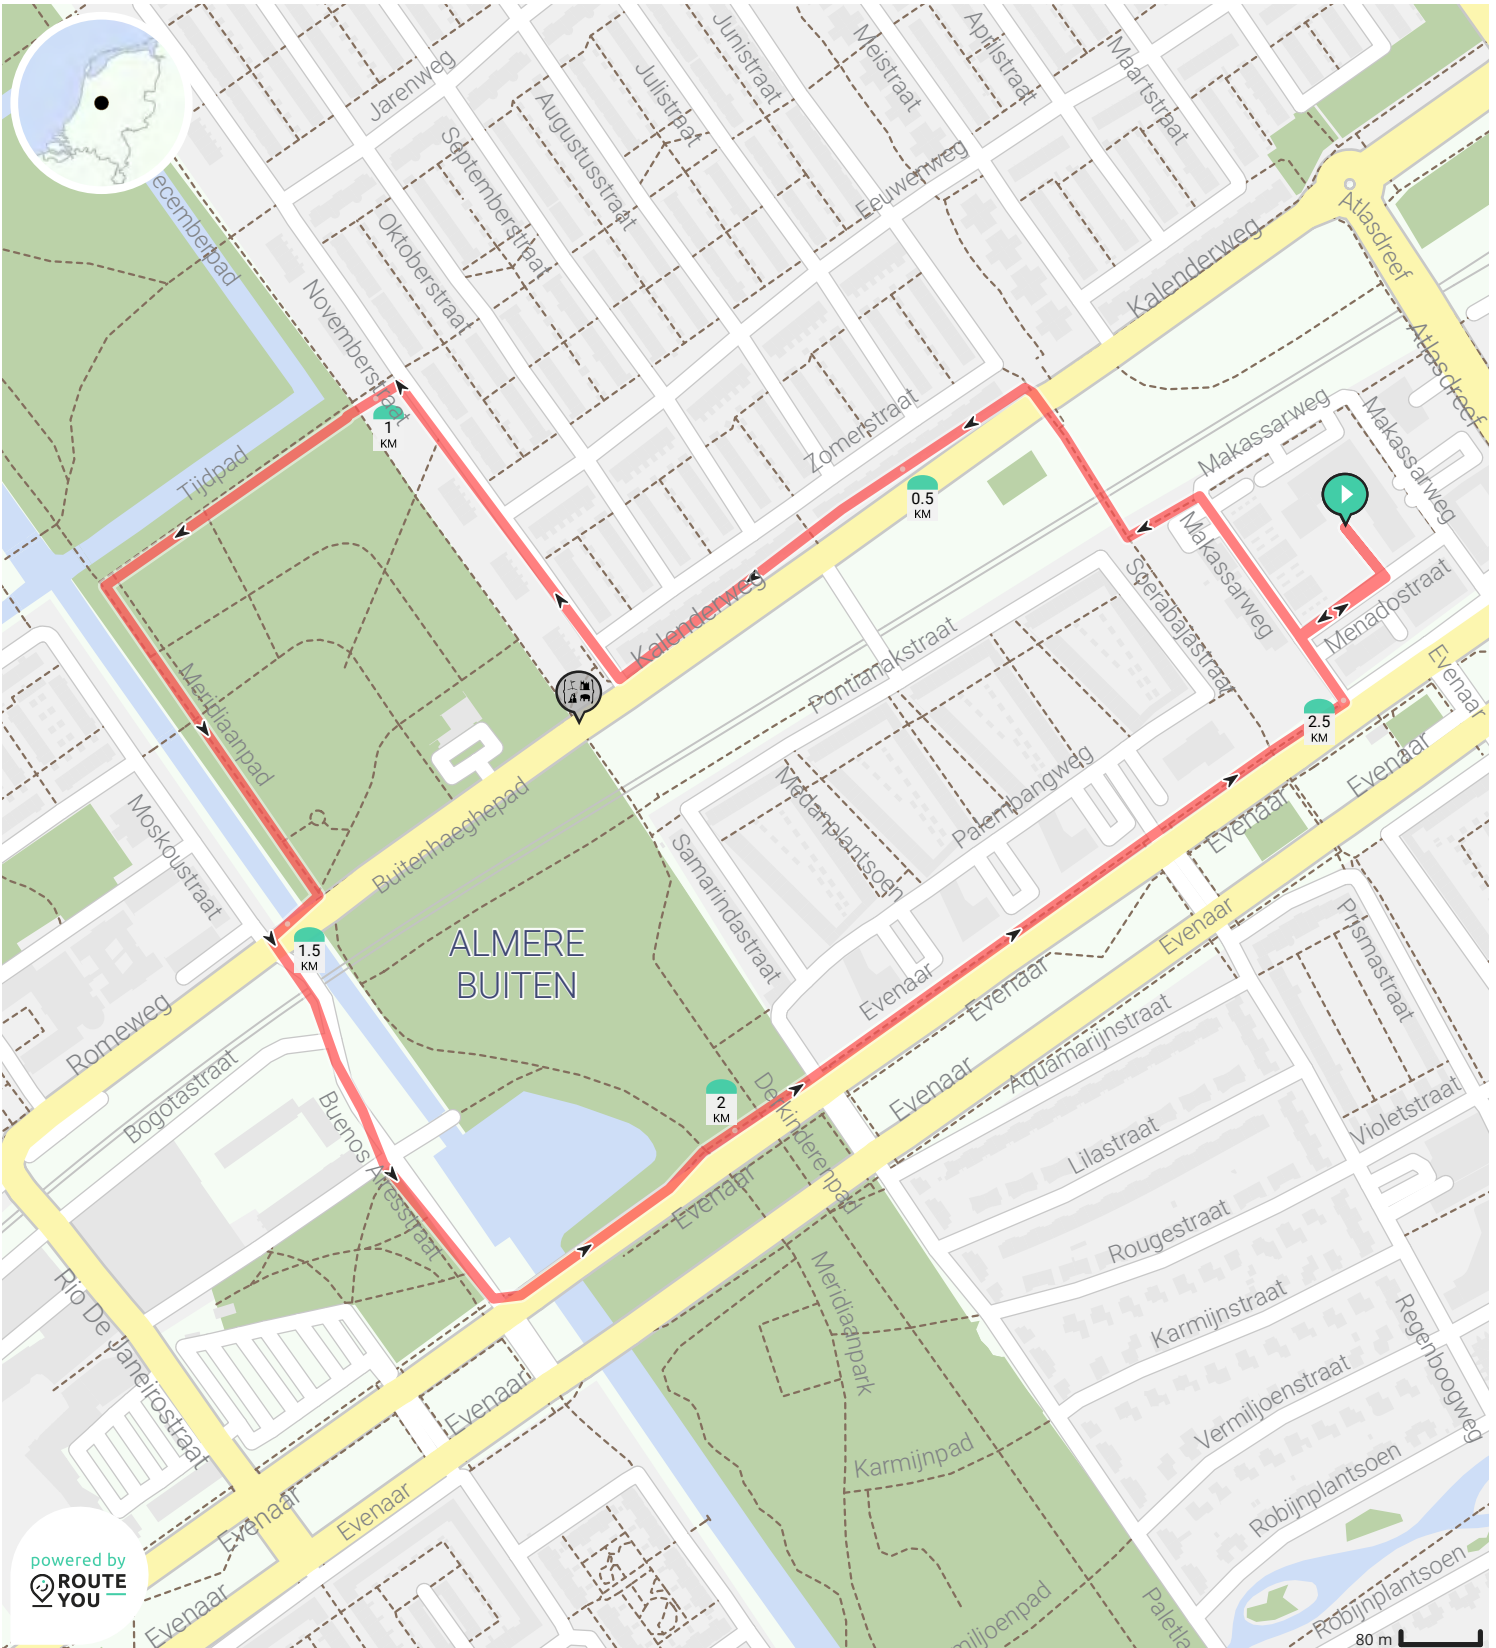 Jarenweg
Junistraat
Meistraat
Aprilstraat
Maartstraat
Julistraat
Augustusstraat
Septemberstraat
Oktoberstraat
Novemberstraat
ecemberpad
Eeuwenweg
Kalenderweg
Atlasdreef
Atlasdreef
Tijdpad
Zomerstraat
Makassarweg
Makassarweg
Makassarweg
1
KM
0.5
KM
Kalenderweg
Soerabajastraat
Menadostraat
Pontianakstraat
Meridiaanpad
Evenaar
2.5
KM
Evenaar
Evenaar
Medanplantsoen
Palembangweg
Buitenhaeghepad
Moskoustraat
Samarindastraat
ALMERE
BUITEN
1.5
KM
Evenaar
Evenaar
Evenaar
Prismastraat
Romeweg
Bogotastraat
Buenos Airesstraat
2
KM
De kinderenpad
Evenaar
Aquamarijnstraat
Violetstraat
Lilastraat
Evenaar
Rougestraat
Rio De Janeirostraat
Meridiaanpark
Karmijnstraat
Regenboogweg
Vermiljoenstraat
Evenaar
Karmijnpad
Robijnplantsoen
Evenaar
Evenaar
Evenaar
miljoenpad
Paletla
Robijnplantsoen
powered by
ROUTE
YOU
80 m